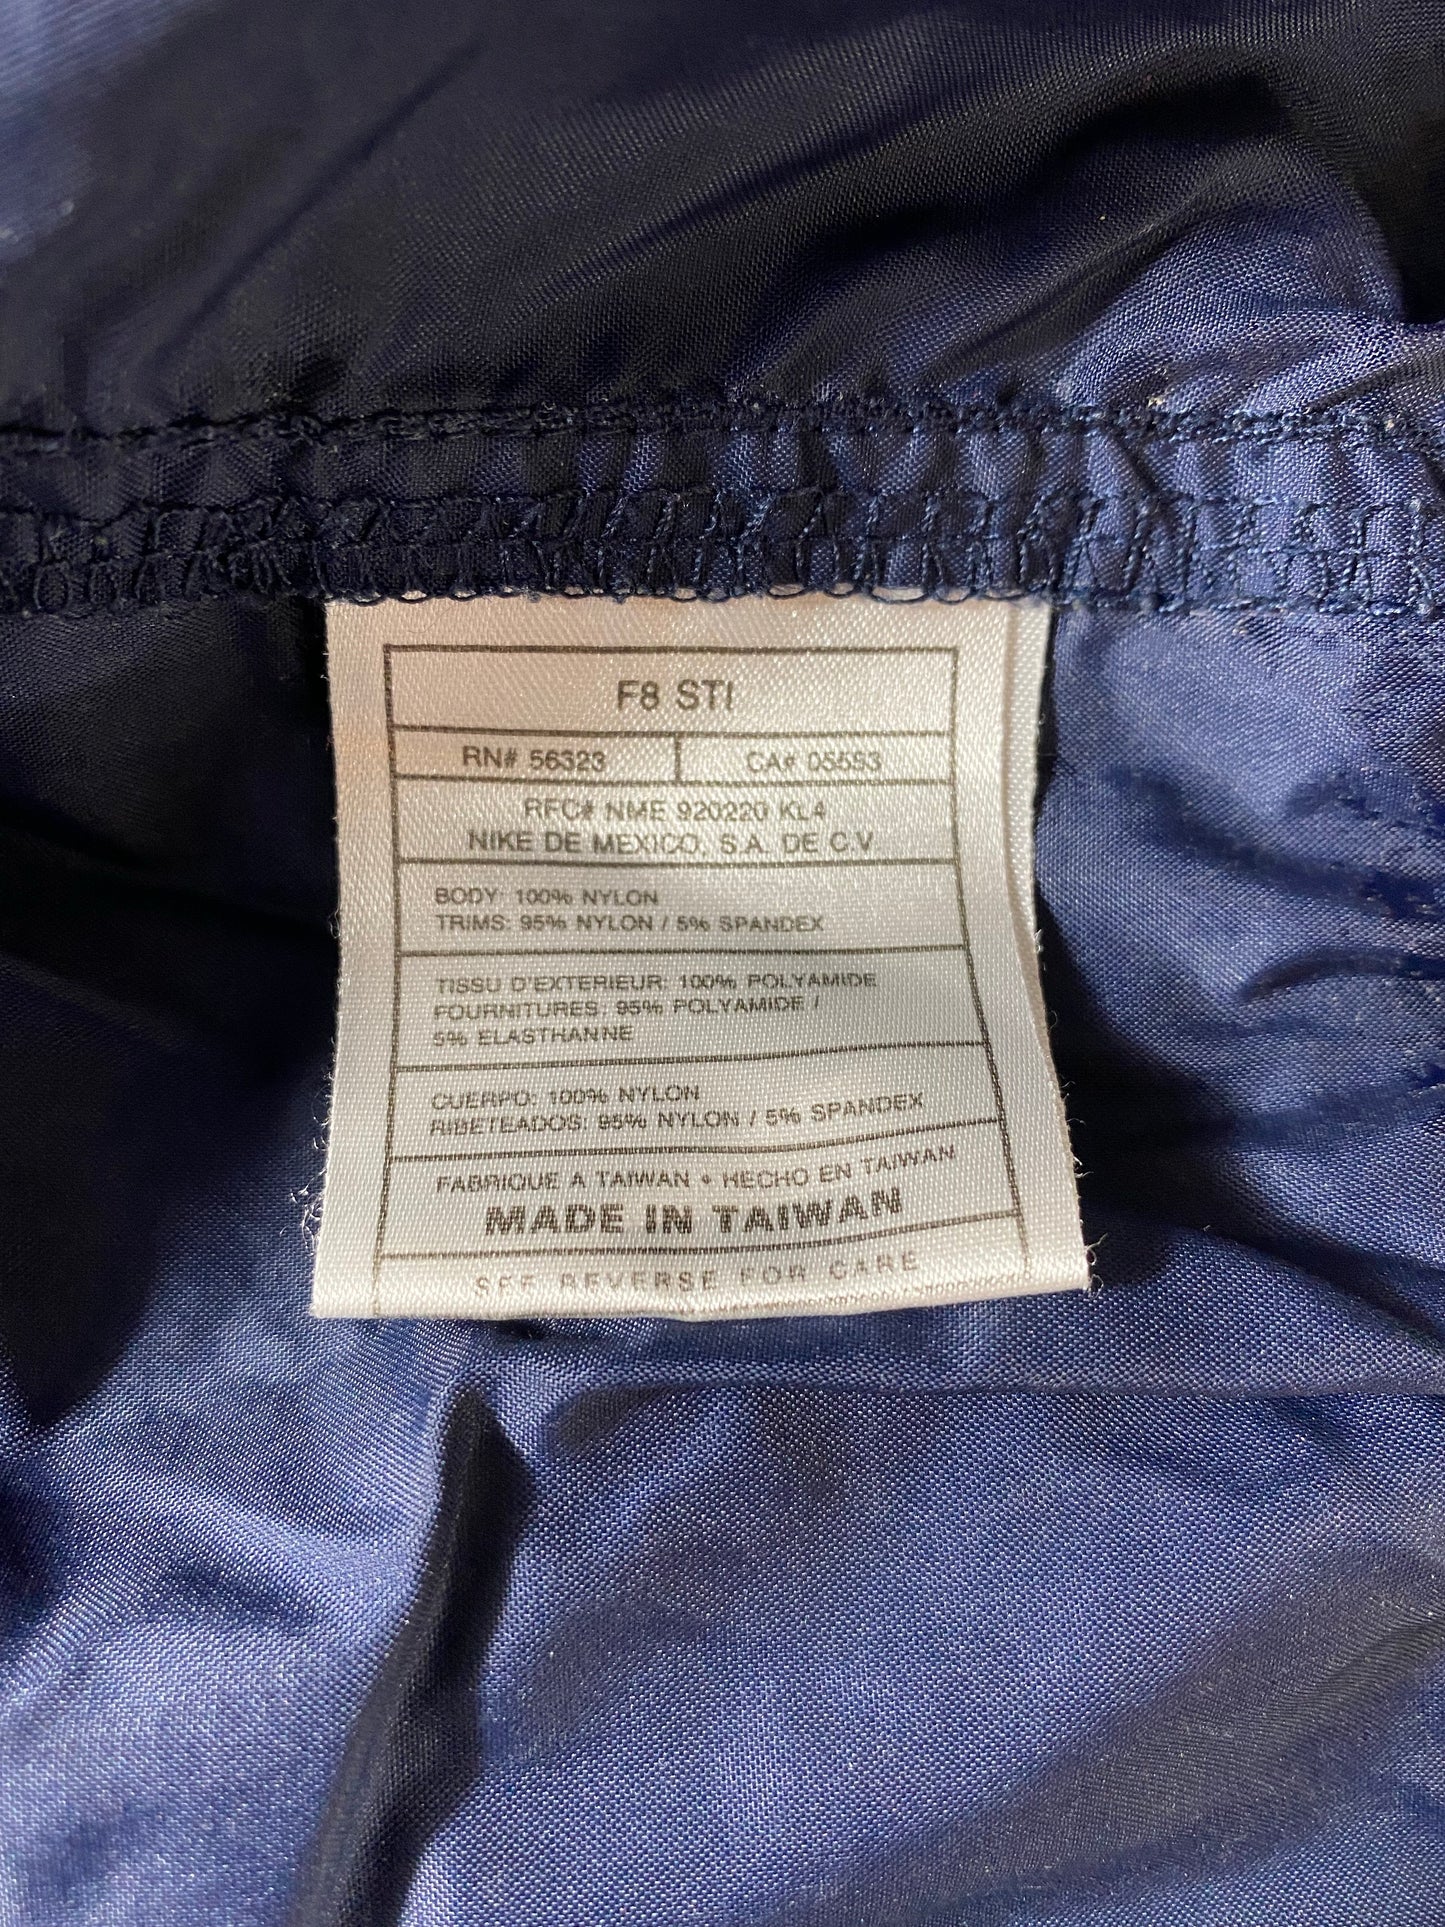 F8 STI
RN# 56323
CA# 05553
RFC# NME 920220 KL4
NIKE DE MEXICO, S.A. DE C.V
BODY: 100% NYLON
TRIMS: 95% NYLON / 5% SPANDEX
TISSU D'EXTERIEUR: 100% POLYAMIDE
FOURNITURES: 95% POLYAMIDE /
5% ELASTHANNE
CUERPO: 100% NYLON
RIBETEADOS: 95% NYLON / 5% SPANDEX
FABRIQUE A TAIWAN • HECHO EN TAIWAN
MADE IN TAIWAN
SEE REVERSE FOR CARE